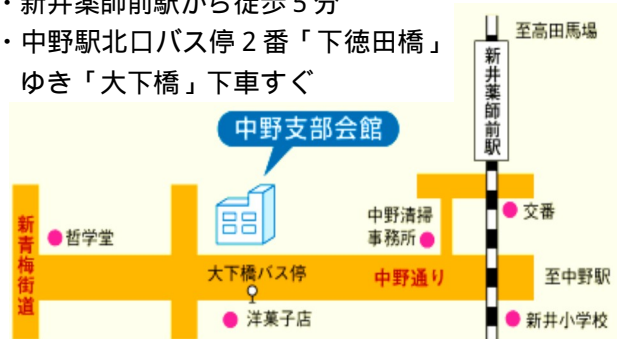 ・新井薬師前駅から徒歩5分
・中野駅北口バス停2番「下徳田橋」
ゆき「大下橋」下車すぐ
至高田馬場
新井薬師前駅
中野支部会館
新青梅街道
哲学堂
中野清掃
事務所
交番
大下橋バス停
中野通り
至中野駅
洋菓子店
新井小学校